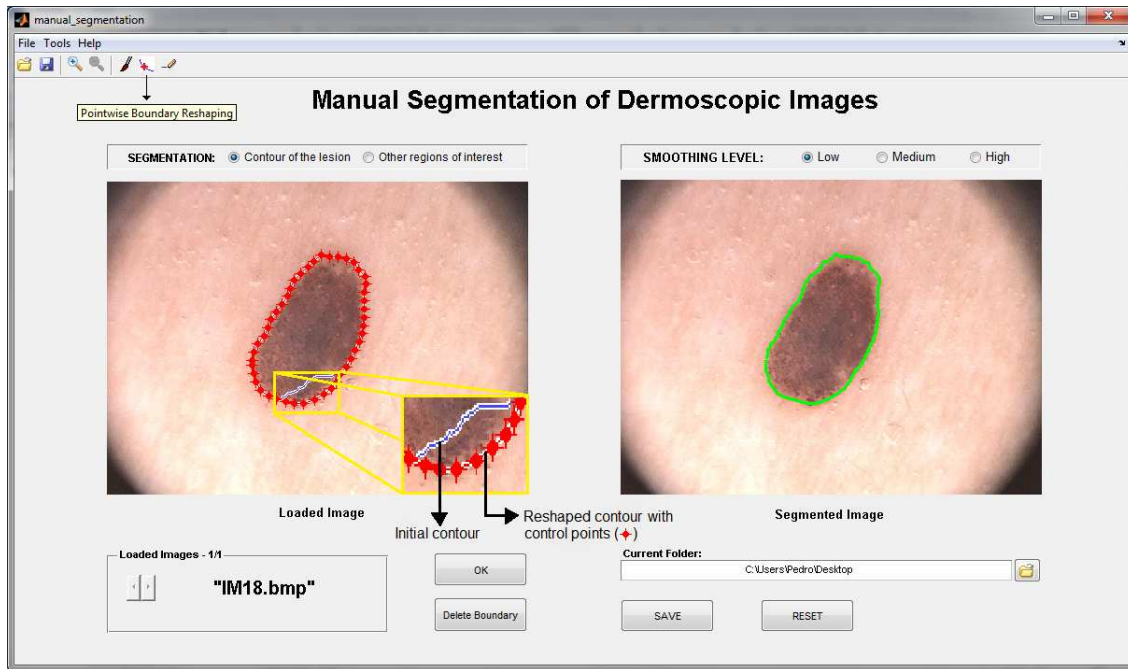 manual_segmentation
File Tools Help
Pointwise Boundary Reshaping
Manual Segmentation of Dermoscopic Images
SEGMENTATION: Contour of the lesion Other regions of interest
SMOOTHING LEVEL: Low Medium High
Loaded Image
Segmented Image
Initial contour
Reshaped contour with
control points ( )
Loaded Images - 1/1
"IM18.bmp"
OK
Delete Boundary
Current Folder:
C:\Users\Pedro\Desktop
SAVE RESET